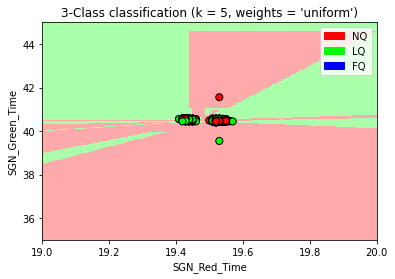 3-Class classification (k = 5, weights = 'uniform')
NQ
LQ
FQ
SGN_Green_Time
44
42
40
38
36
19.0
19.2
19.4
19.6
19.8
20.0
SGN_Red_Time